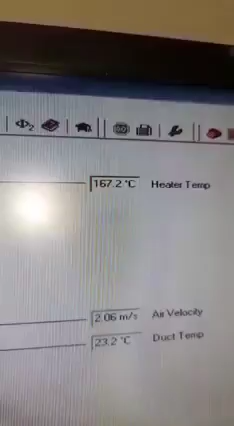 167.2 °C Heater Temp
2.06 m/s Air Velocity
23.2 °C Duct Temp